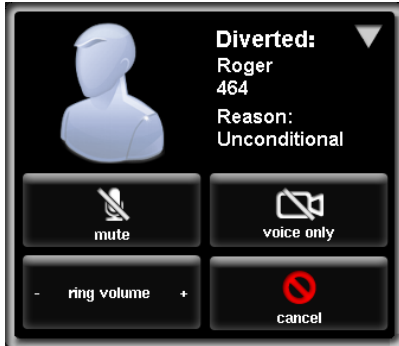 Diverted:
Roger
464
Reason:
Unconditional
mute
voice only
- ring volume +
cancel